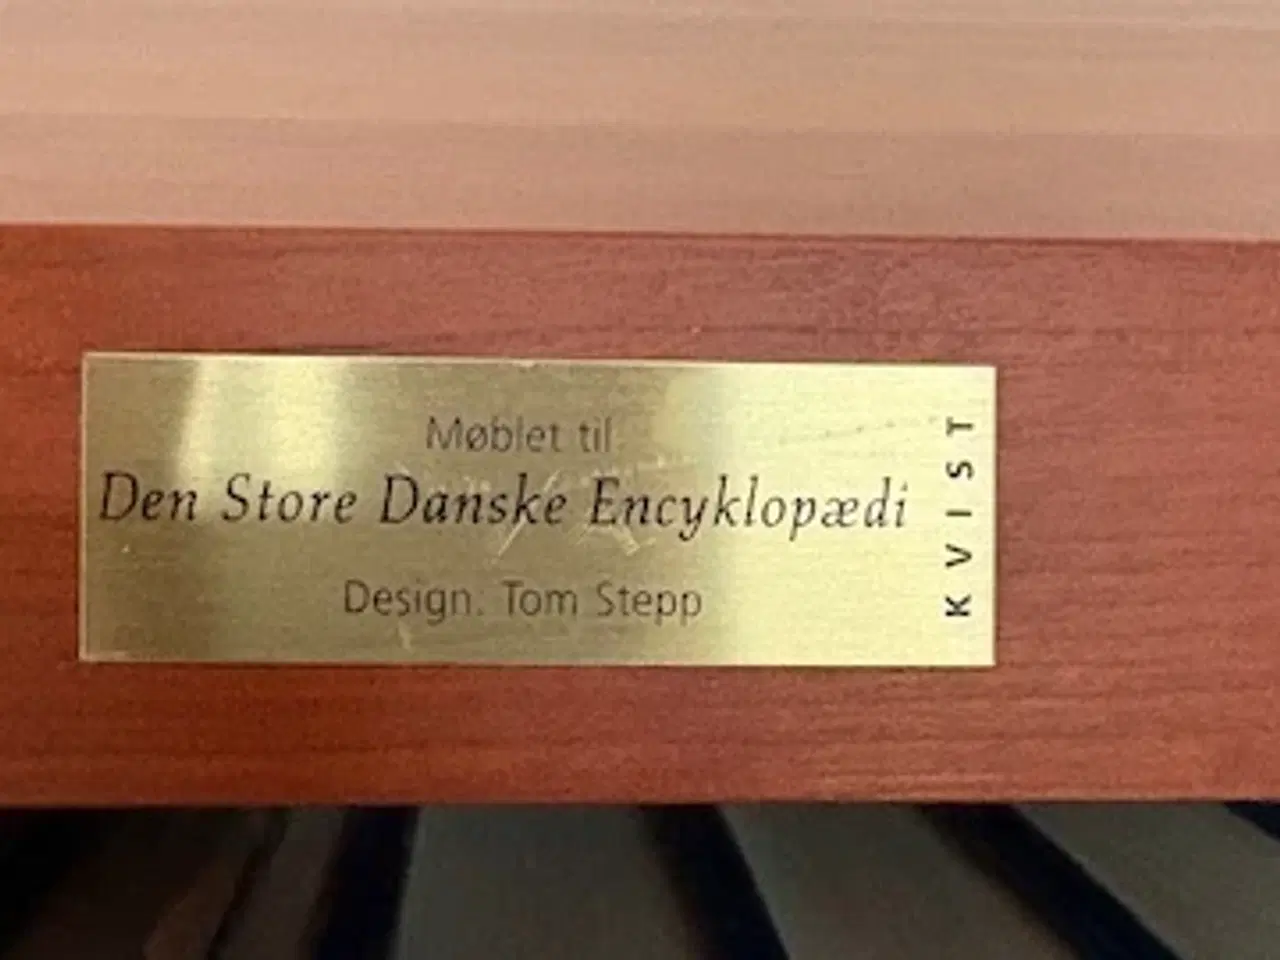 Møblet til
Den Store Danske Encyklopædi
Design: Tom Stepp
KVIST